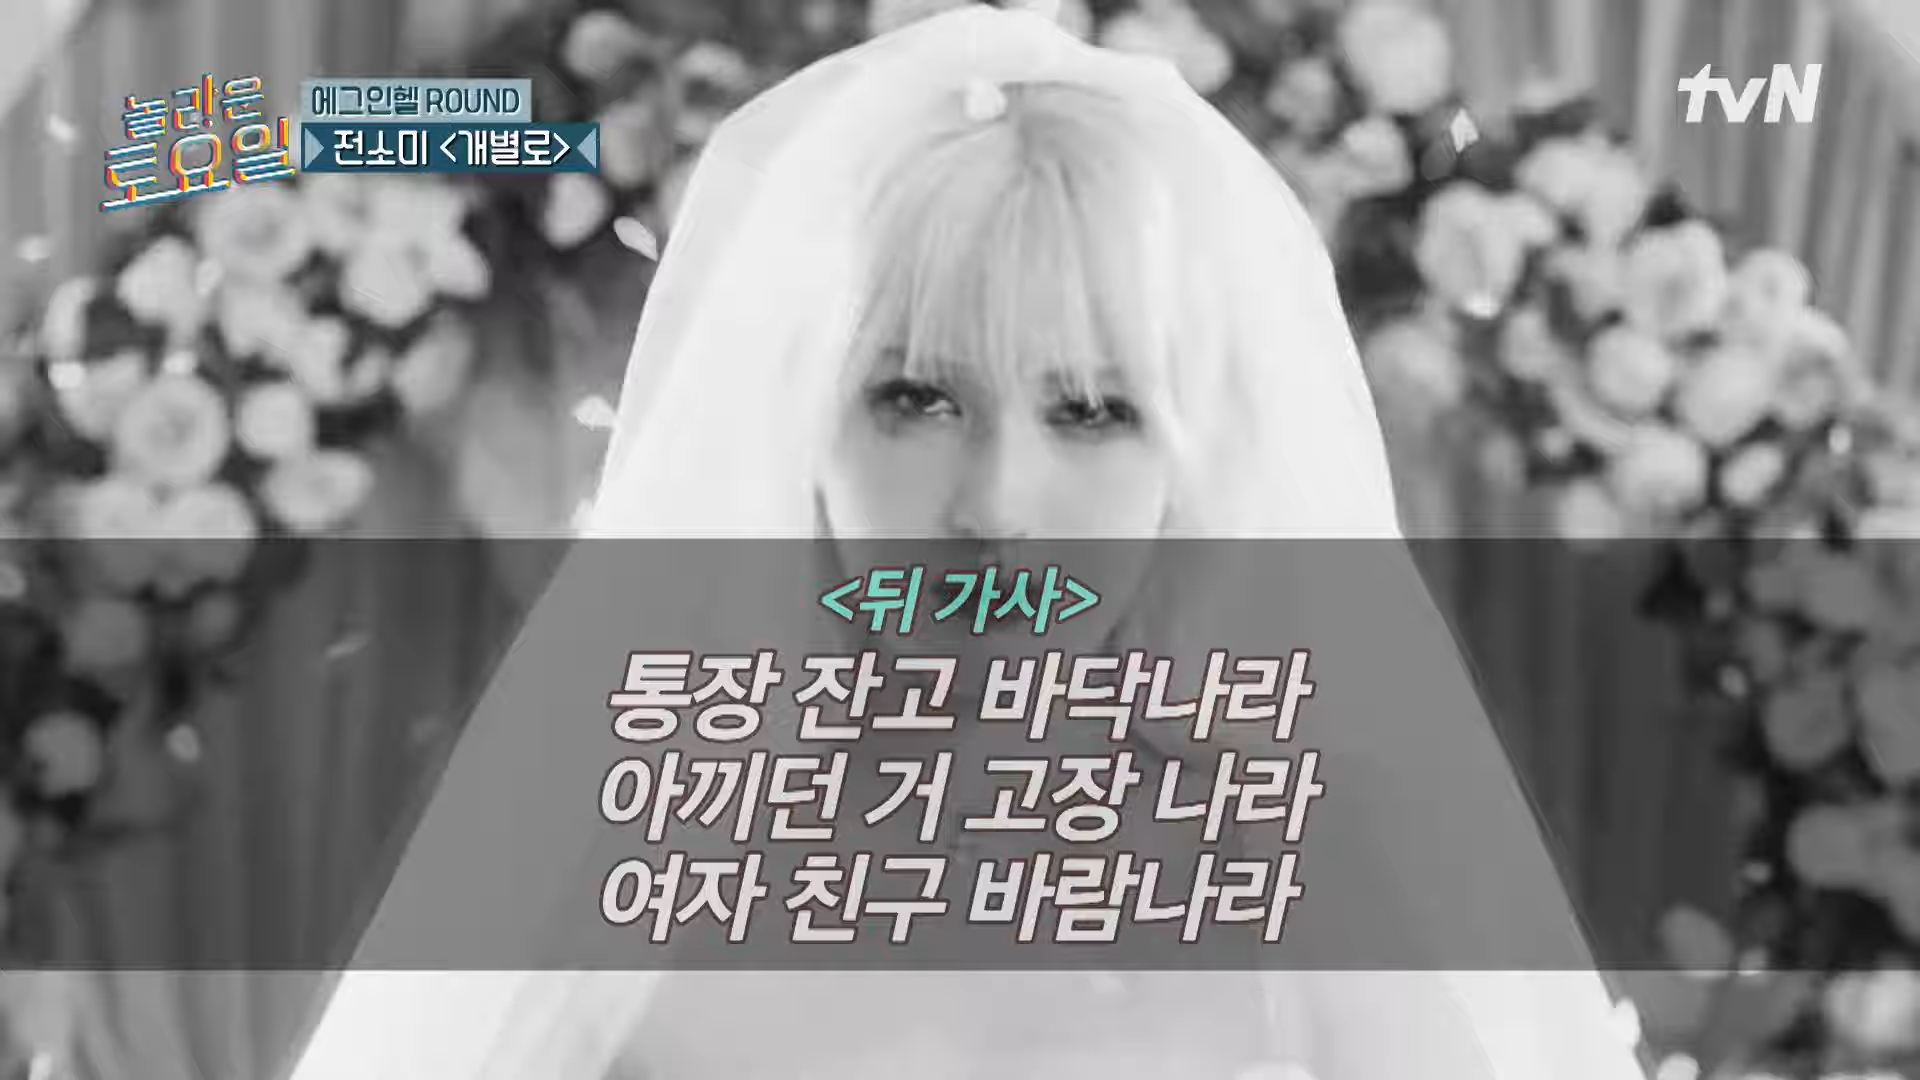 놀라운
토요일
에그인헬 ROUND
전소미 <개별로>
tvN
<뒤 가사>
통장 잔고 바닥나라
아끼던 거 고장 나라
여자 친구 바람나라